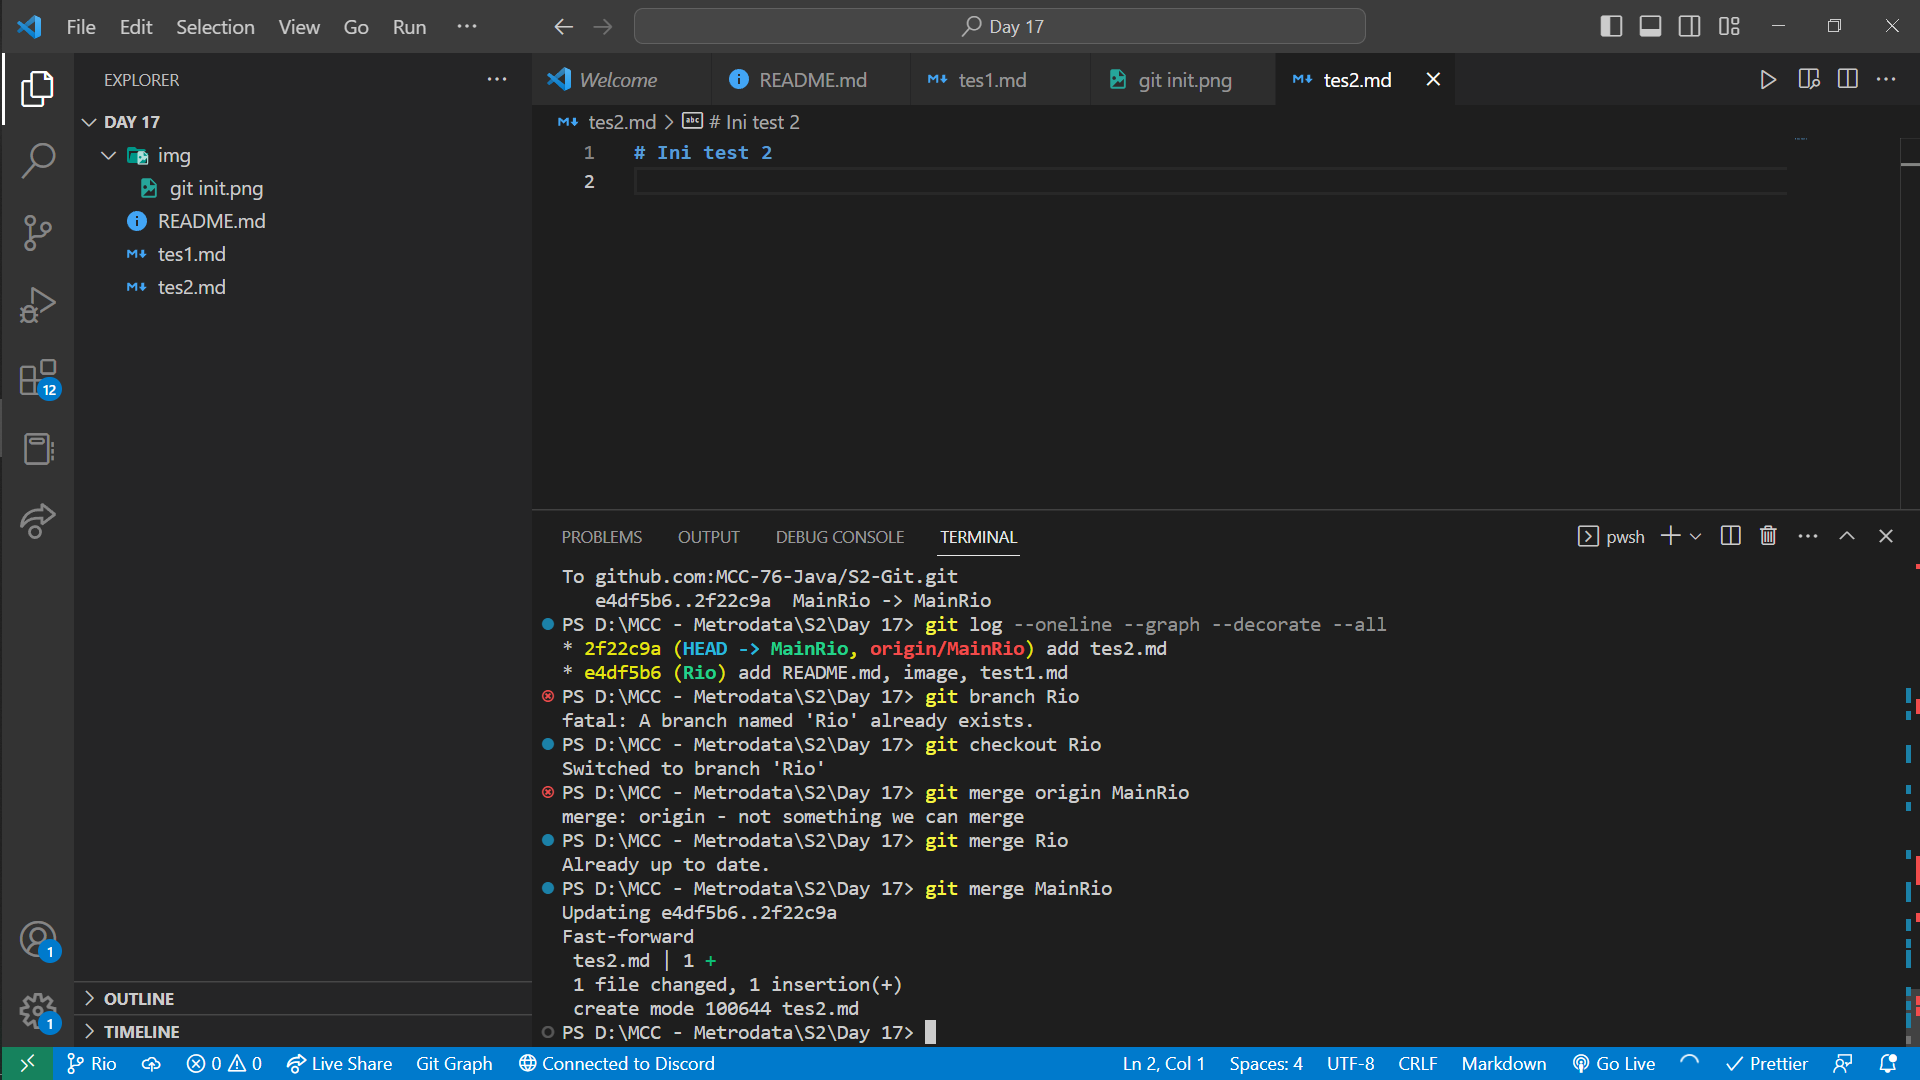 File Edit Selection View Go Run ···
Day 17
EXPLORER
DAY 17
img
git init.png
README.md
tes1.md
tes2.md
12
1
1
OUTLINE
TIMELINE
Welcome README.md tes1.md git init.png tes2.md
tes2.md > # Ini test 2
1 # Ini test 2
2
PROBLEMS OUTPUT DEBUG CONSOLE TERMINAL
pwsh
To github.com:MCC-76-Java/S2-Git.git
e4df5b6..2f22c9a MainRio -> MainRio
PS D:\MCC - Metrodata\S2\Day 17> git log --oneline --graph --decorate --all
* 2f22c9a (HEAD -> MainRio, origin/MainRio) add tes2.md
* e4df5b6 (Rio) add README.md, image, test1.md
PS D:\MCC - Metrodata\S2\Day 17> git branch Rio
fatal: A branch named 'Rio' already exists.
PS D:\MCC - Metrodata\S2\Day 17> git checkout Rio
Switched to branch 'Rio'
PS D:\MCC - Metrodata\S2\Day 17> git merge origin MainRio
merge: origin - not something we can merge
PS D:\MCC - Metrodata\S2\Day 17> git merge Rio
Already up to date.
PS D:\MCC - Metrodata\S2\Day 17> git merge MainRio
Updating e4df5b6..2f22c9a
Fast-forward
tes2.md | 1 +
1 file changed, 1 insertion(+)
create mode 100644 tes2.md
PS D:\MCC - Metrodata\S2\Day 17>
Rio 0 0 Live Share Git Graph Connected to Discord Ln 2, Col 1 Spaces: 4 UTF-8 CRLF Markdown Go Live Prettier